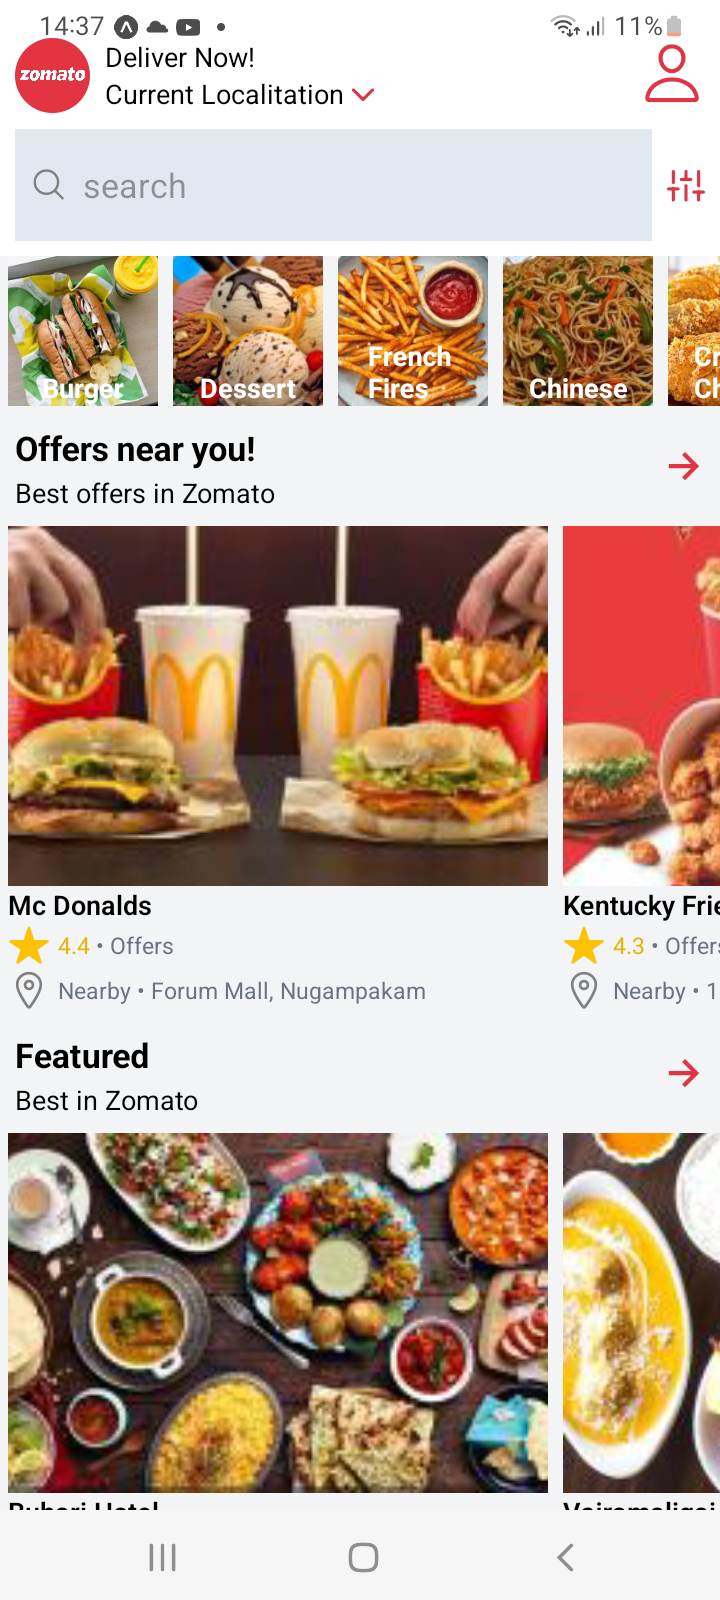 14:37
11%
zomato
Deliver Now!
Current Localitation
search
Burger
Dessert
French
Fires
Chinese
Cr
Ch
Offers near you!
Best offers in Zomato
Mc Donalds
Kentucky Frie
4.4 • Offers
4.3 • Offers
Nearby • Forum Mall, Nugampakam
Nearby • 1
Featured
Best in Zomato
Buhari Hotel